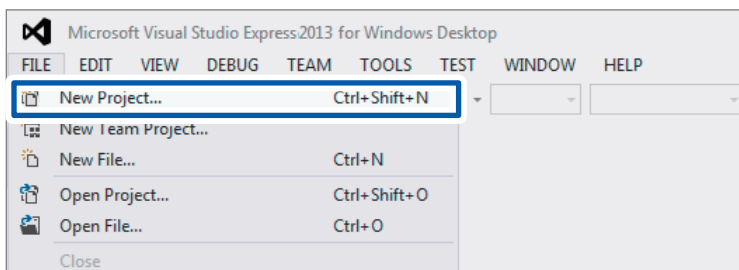 Microsoft Visual Studio Express 2013 for Windows Desktop
FILE EDIT VIEW DEBUG TEAM TOOLS TEST WINDOW HELP
New Project... Ctrl+Shift+N
New Team Project...
New File... Ctrl+N
Open Project... Ctrl+Shift+O
Open File... Ctrl+O
Close